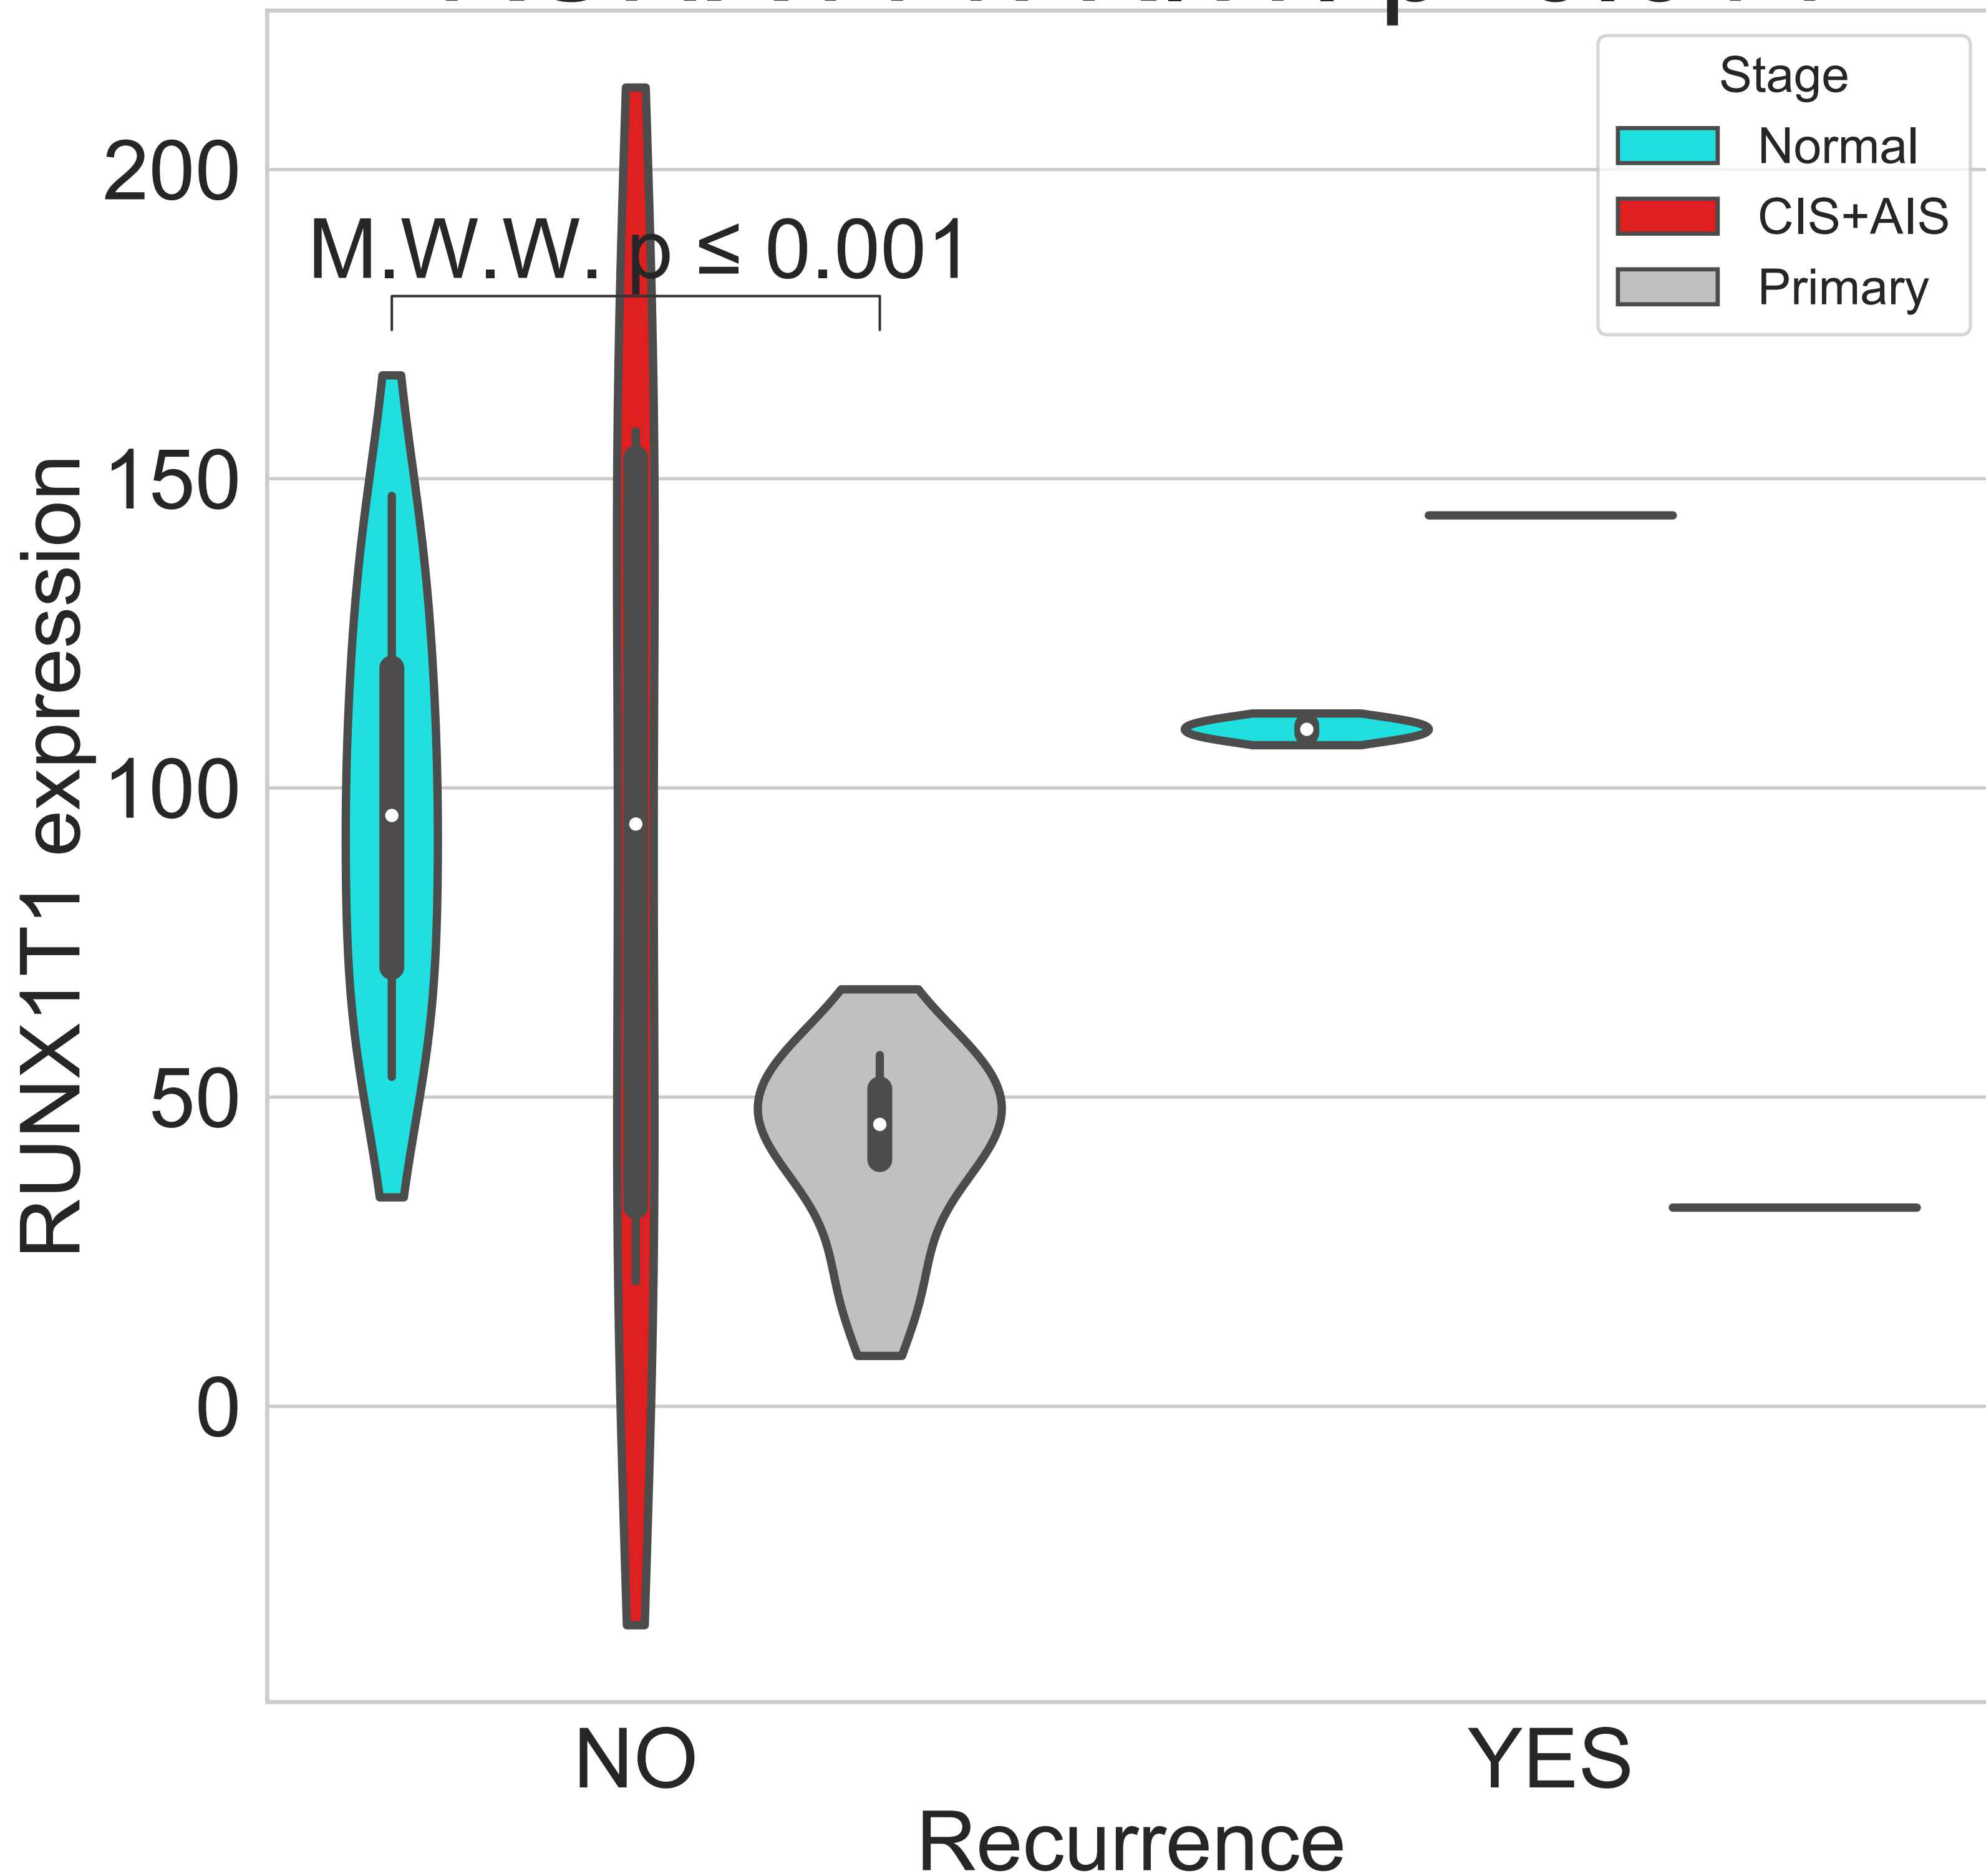 Stage
Normal
CIS+AIS
Primary
M.W.W. p ≤ 0.001
200
150
100
50
0
RUNX1T1 expression
NO
YES
Recurrence